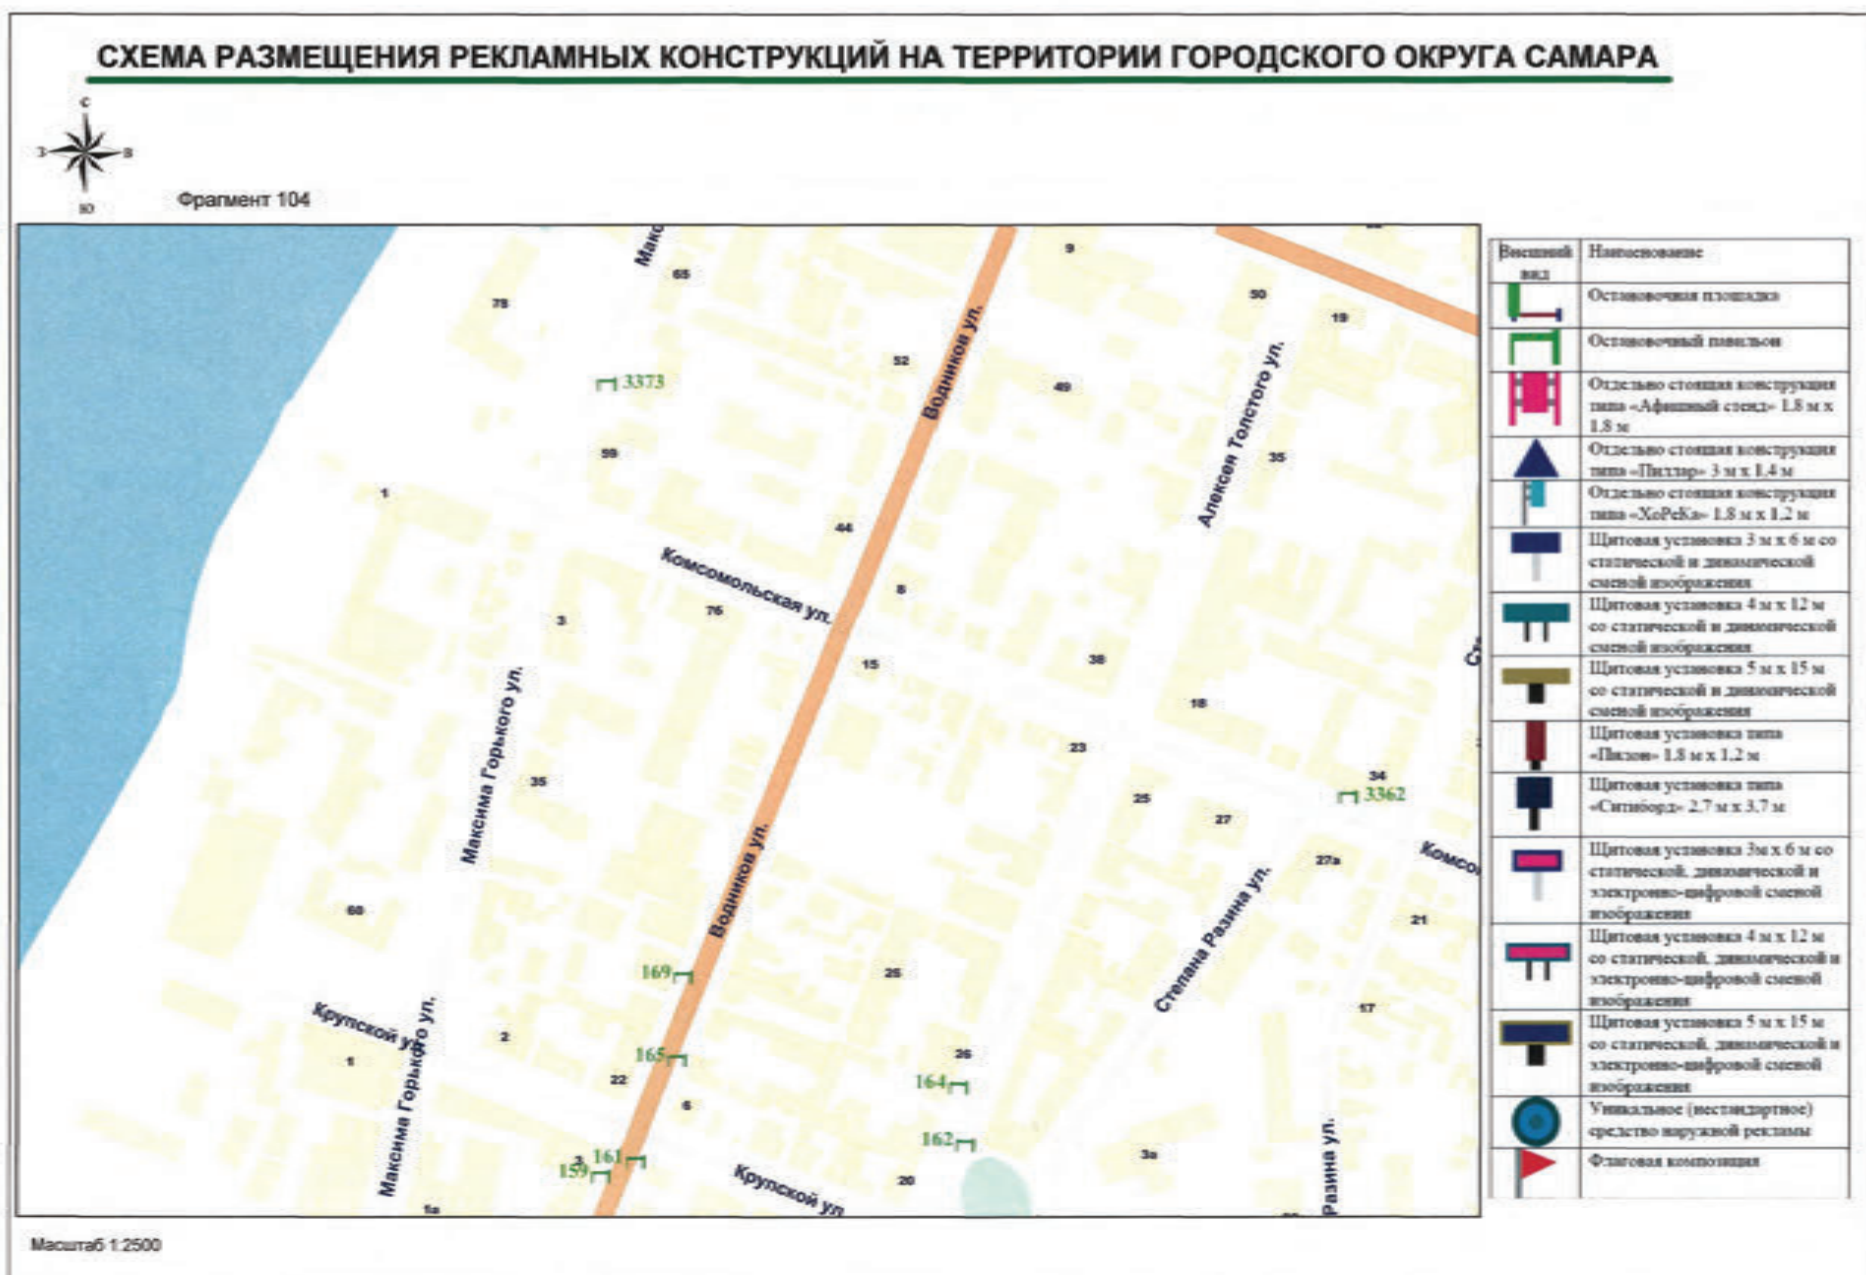 СХЕМА РАЗМЕЩЕНИЯ РЕКЛАМНЫХ КОНСТРУКЦИЙ НА ТЕРРИТОРИИ ГОРОДСКОГО ОКРУГА САМАРА
С
З
В
Ю
Фрагмент 104
Макс
65
78
9
50
19
52
Водников ул.
49
3373
Алексея Толстого ул.
59
35
1
44
Комсомольская ул.
8
76
3
15
38
18
Максима Горького ул.
23
35
34
3362
25
27
Водников ул.
27а
Комсо
60
21
Степана Разина ул.
169
25
17
Крупской ул
Максима Горького ул.
2
1
165
26
22
164
6
162
3
161
159
3а
Крупской ул
20
Разина ул.
1а
Внешний вид
Наименование
Остановочная площадка
Остановочный павильон
Отдельно стоящая конструкция
типа «Афишный стенд» 1.8 м х
1.8 м
Отдельно стоящая конструкция
типа «Пиллар» 3 м х 1,4 м
Отдельно стоящая конструкция
типа «ХоРеКа» 1.8 м х 1,2 м
Щитовая установка 3 м х 6 м со
статической и динамической
сменой изображения
Щитовая установка 4 м х 12 м
со статической и динамической
сменой изображения
Щитовая установка 5 м х 15 м
со статической и динамической
сменой изображения
Щитовая установка типа
«Пилон» 1.8 м х 1.2 м
Щитовая установка типа
«Ситиборд» 2,7 м х 3,7 м
Щитовая установка 3м х 6 м со
статической, динамической и
электронно-цифровой сменой
изображения
Щитовая установка 4 м х 12 м
со статической, динамической и
электронно-цифровой сменой
изображения
Щитовая установка 5 м х 15 м
со статической, динамической и
электронно-цифровой сменой
изображения
Уникальное (нестандартное)
средство наружной рекламы
Флаговая композиция
Масштаб 1:2500